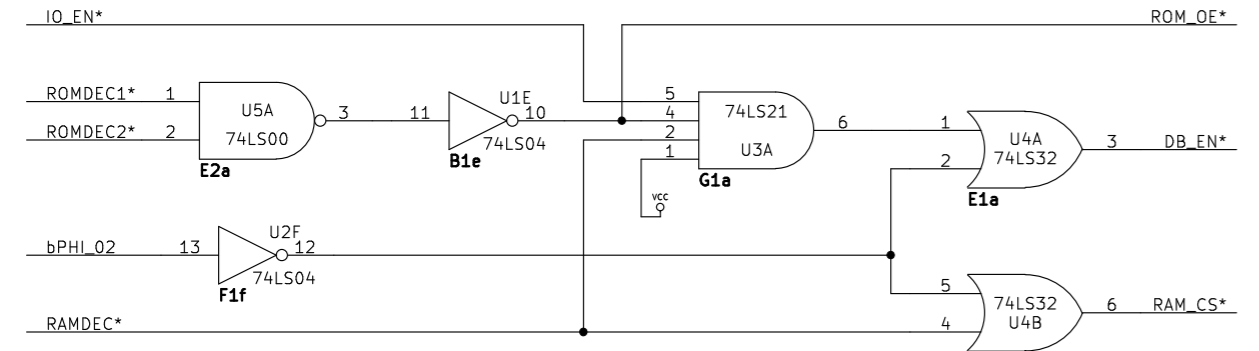 IO_EN* ROM_OE*
ROMDEC1* 1 U5A 3 11 U1E 10 5 74LS21 6 1 U4A 3 DB_EN*
ROMDEC2* 2 74LS00 74LS04 4 U3A 2 74LS32
E2a B1e 2 G1a E1a
1
VCC
bPHI_02 13 U2F 12
74LS04 5 74LS32 6 RAM_CS*
F1f U4B
RAMDEC* 4